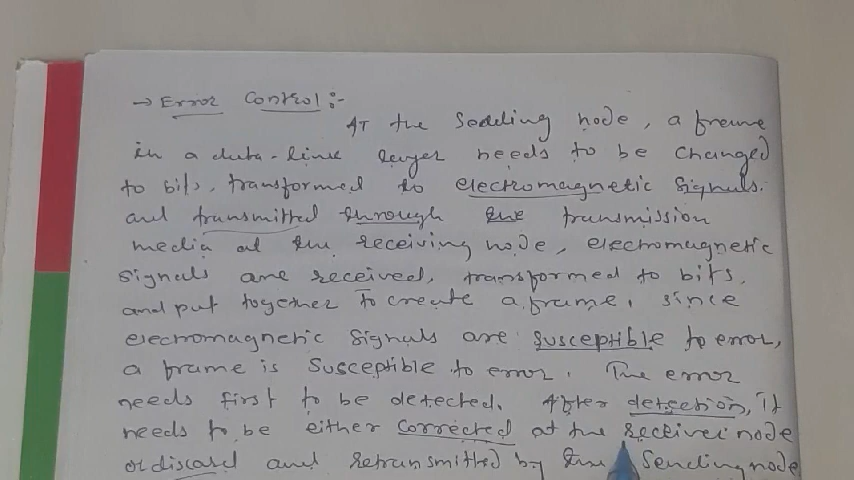 → Error Control :-
At the Sedding node, a frame
in a data-link layer needs to be changed
to bits, transformed to electromagnetic signals.
and transmitted through the transmission
media at the receiving node, electromagnetic
signals are received, transformed to bits,
and put together to create a frame. since
electromagnetic signals are susceptible to error,
a frame is susceptible to error. The error
needs first to be detected. After detection, it
needs to be either corrected at the receiver node
or discard and retransmitted by the sending node